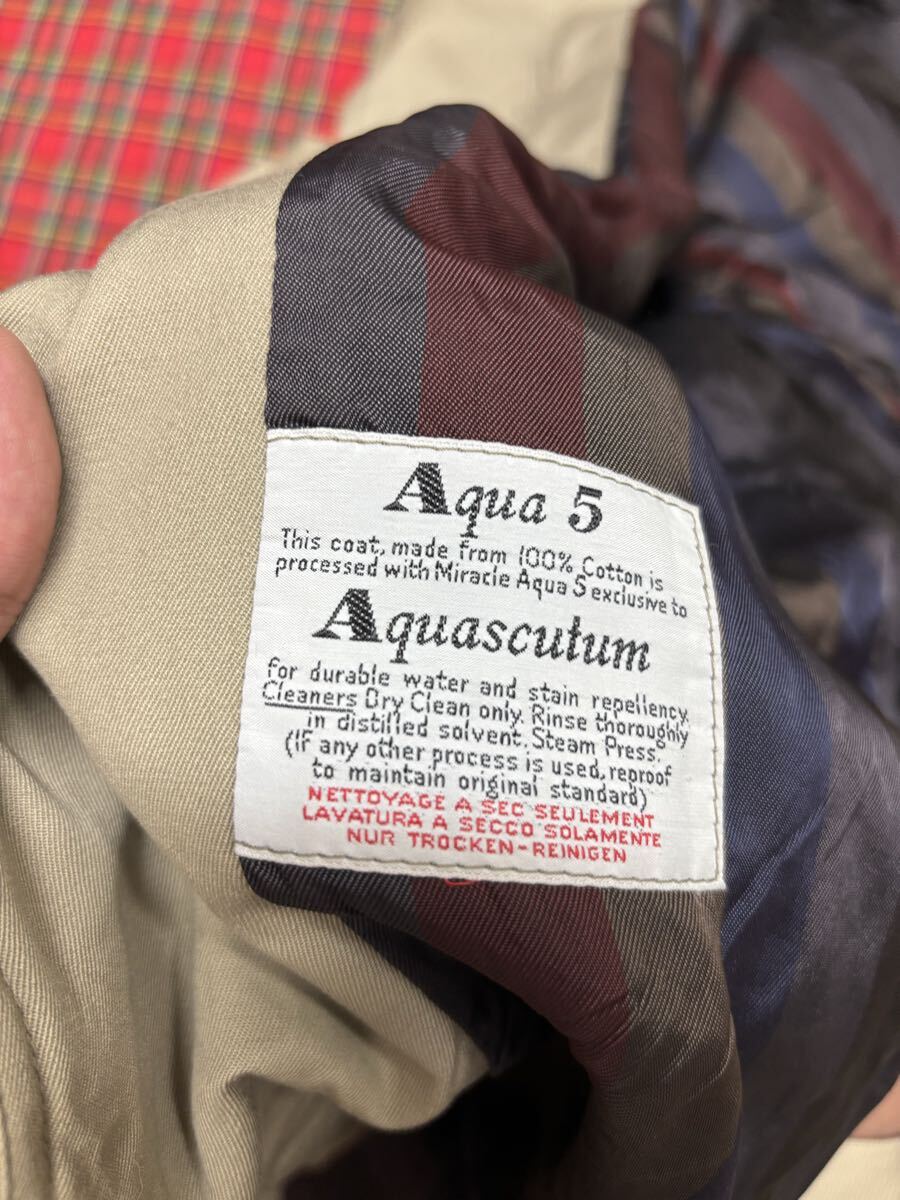 Aqua 5
This coat, made from 100% Cotton is
processed with Miracle Aqua 5 exclusive to
Aquascutum
for durable water and stain repellency.
Cleaners Dry Clean only. Rinse thoroughly
in distilled solvent. Steam Press.
(If any other process is used, reproof
to maintain original standard)
NETTOYAGE A SEC SEULEMENT
LAVATURA A SECCO SOLAMENTE
NUR TROCKEN-REINIGEN